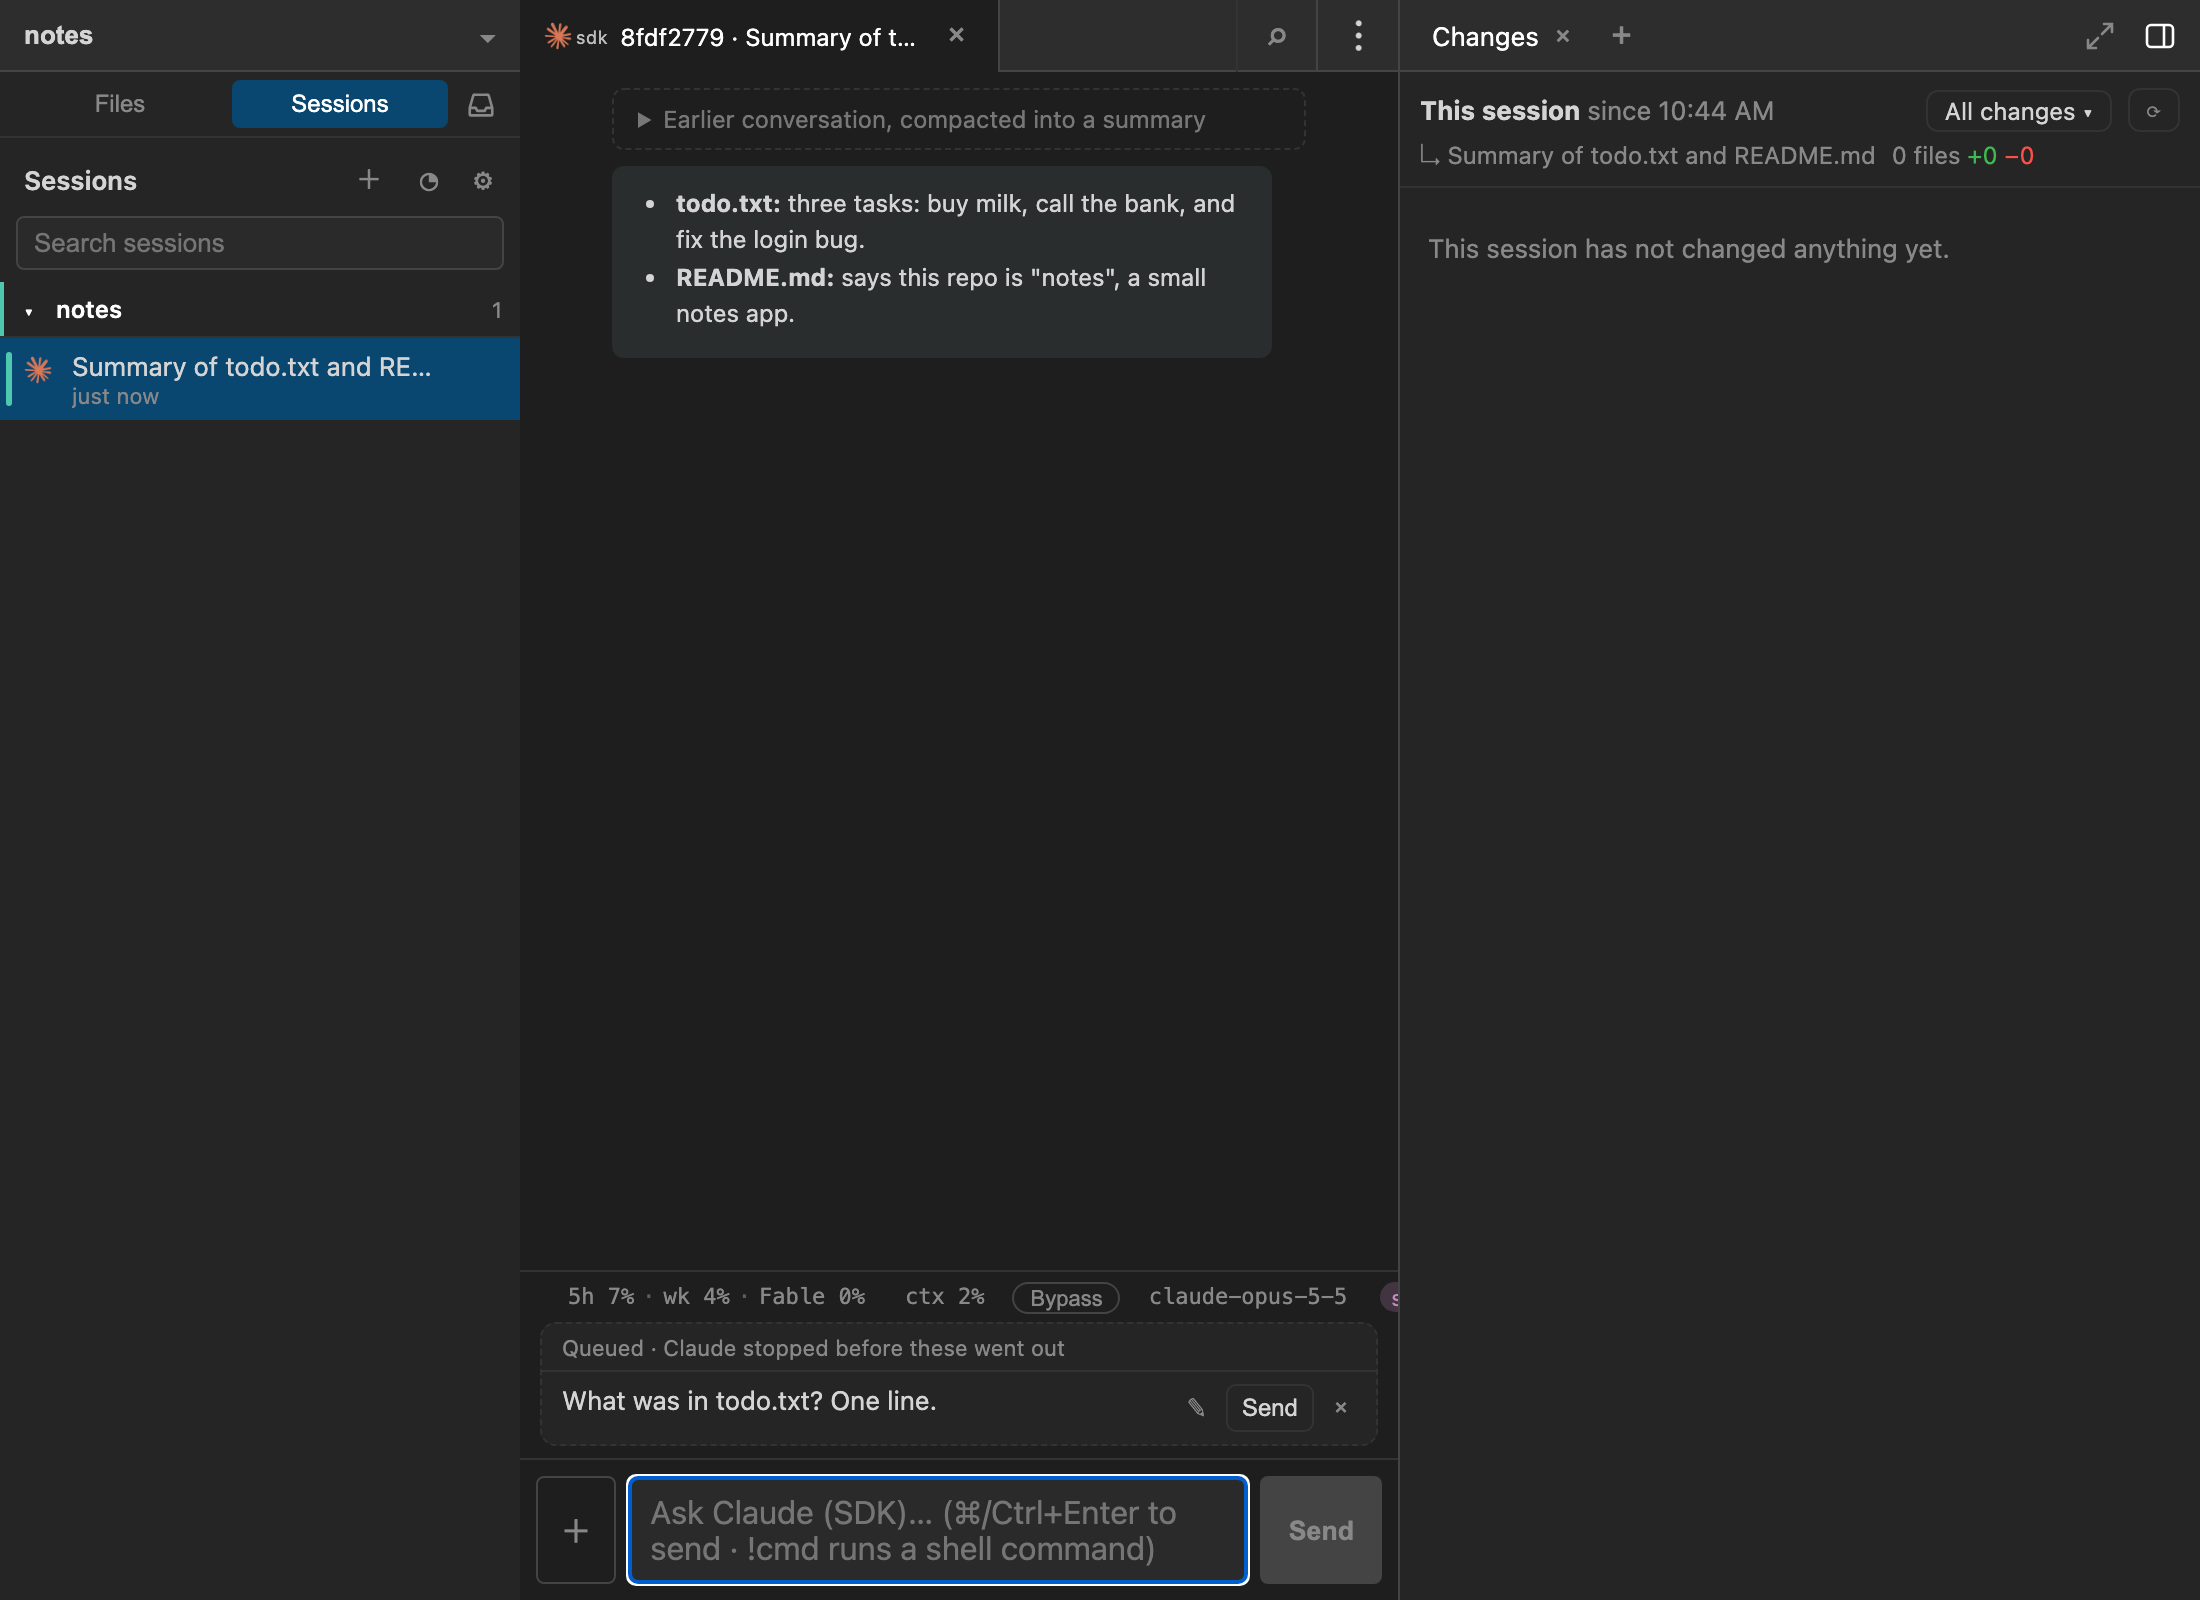 notes
Files
Sessions
Sessions
Search sessions
notes
1
Summary of todo.txt and RE...
just now
sdk 8fdf2779 · Summary of t...
Earlier conversation, compacted into a summary
todo.txt: three tasks: buy milk, call the bank, and
fix the login bug.
README.md: says this repo is "notes", a small
notes app.
5h 7% · wk 4% · Fable 0% ctx 2% Bypass claude-opus-5-5
Queued · Claude stopped before these went out
What was in todo.txt? One line.
Send
Ask Claude (SDK)... (⌘/Ctrl+Enter to
send · !cmd runs a shell command)
Send
Changes
This session since 10:44 AM
All changes
Summary of todo.txt and README.md 0 files +0 −0
This session has not changed anything yet.